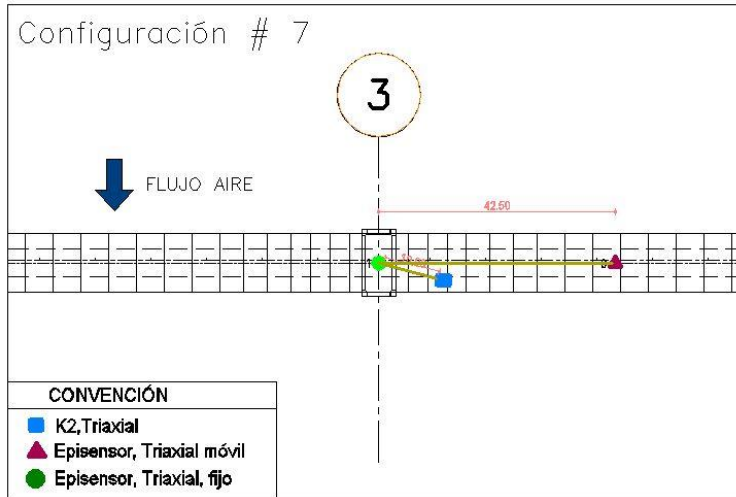 Configuración # 7
3
FLUJO AIRE
42.50
CONVENCIÓN
K2,Triaxial
Episensor, Triaxial móvil
Episensor, Triaxial, fijo